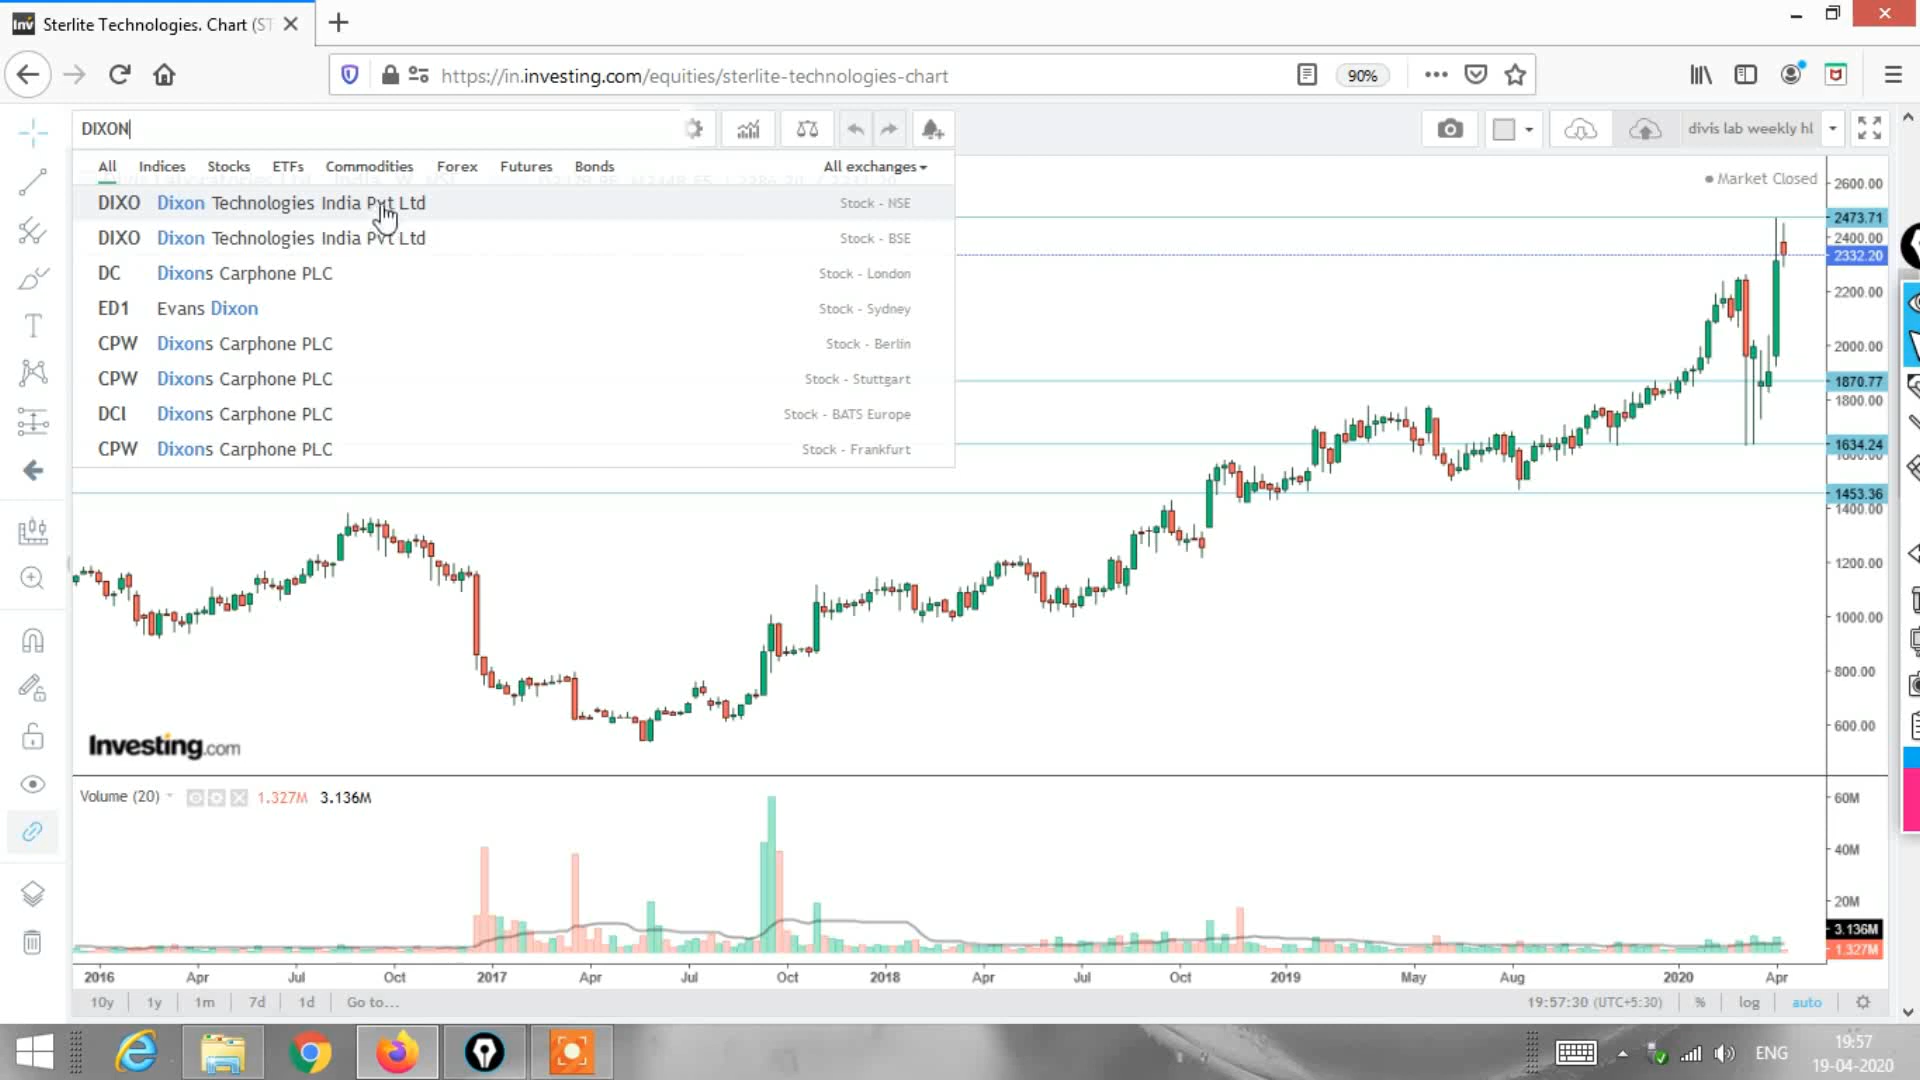 Sterlite Technologies. Chart (ST
https://in.investing.com/equities/sterlite-technologies-chart
90%
DIXON
divis lab weekly hl
All Indices Stocks ETFs Commodities Forex Futures Bonds All exchanges
DIXO Dixon Technologies India Pvt Ltd Stock - NSE
DIXO Dixon Technologies India Pvt Ltd Stock - BSE
DC Dixons Carphone PLC Stock - London
ED1 Evans Dixon Stock - Sydney
CPW Dixons Carphone PLC Stock - Berlin
CPW Dixons Carphone PLC Stock - Stuttgart
DCI Dixons Carphone PLC Stock - BATS Europe
CPW Dixons Carphone PLC Stock - Frankfurt
Market Closed
2600.00
2473.71
2400.00
2332.20
2200.00
2000.00
1870.77
1800.00
1634.24
1600.00
1453.36
1400.00
1200.00
1000.00
800.00
600.00
Investing.com
Volume (20) 1.327M 3.136M
60M
40M
20M
3.136M
1.327M
2016 Apr Jul Oct 2017 Apr Jul Oct 2018 Apr Jul Oct 2019 May Aug 2020 Apr
10y 1y 1m 7d 1d Go to... 19:57:30 (UTC+5:30) % log auto
ENG
19:57
19-04-2020